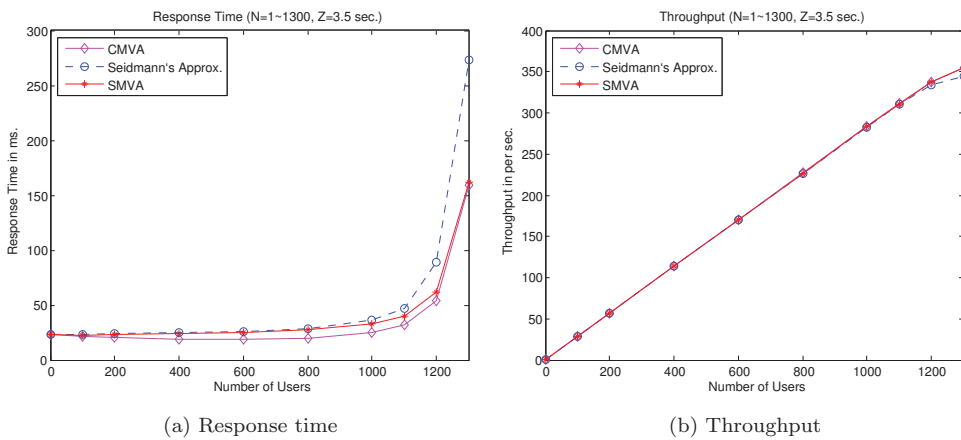 Response Time (N=1~1300, Z=3.5 sec.)
300
250
200
150
100
50
0
Response Time in ms.
CMVA
Seidmann's Approx.
SMVA
0 200 400 600 800 1000 1200
Number of Users
(a) Response time
Throughput (N=1~1300, Z=3.5 sec.)
400
350
300
250
200
150
100
50
0
Throughput in per sec.
CMVA
Seidmann's Approx.
SMVA
0 200 400 600 800 1000 1200
Number of Users
(b) Throughput